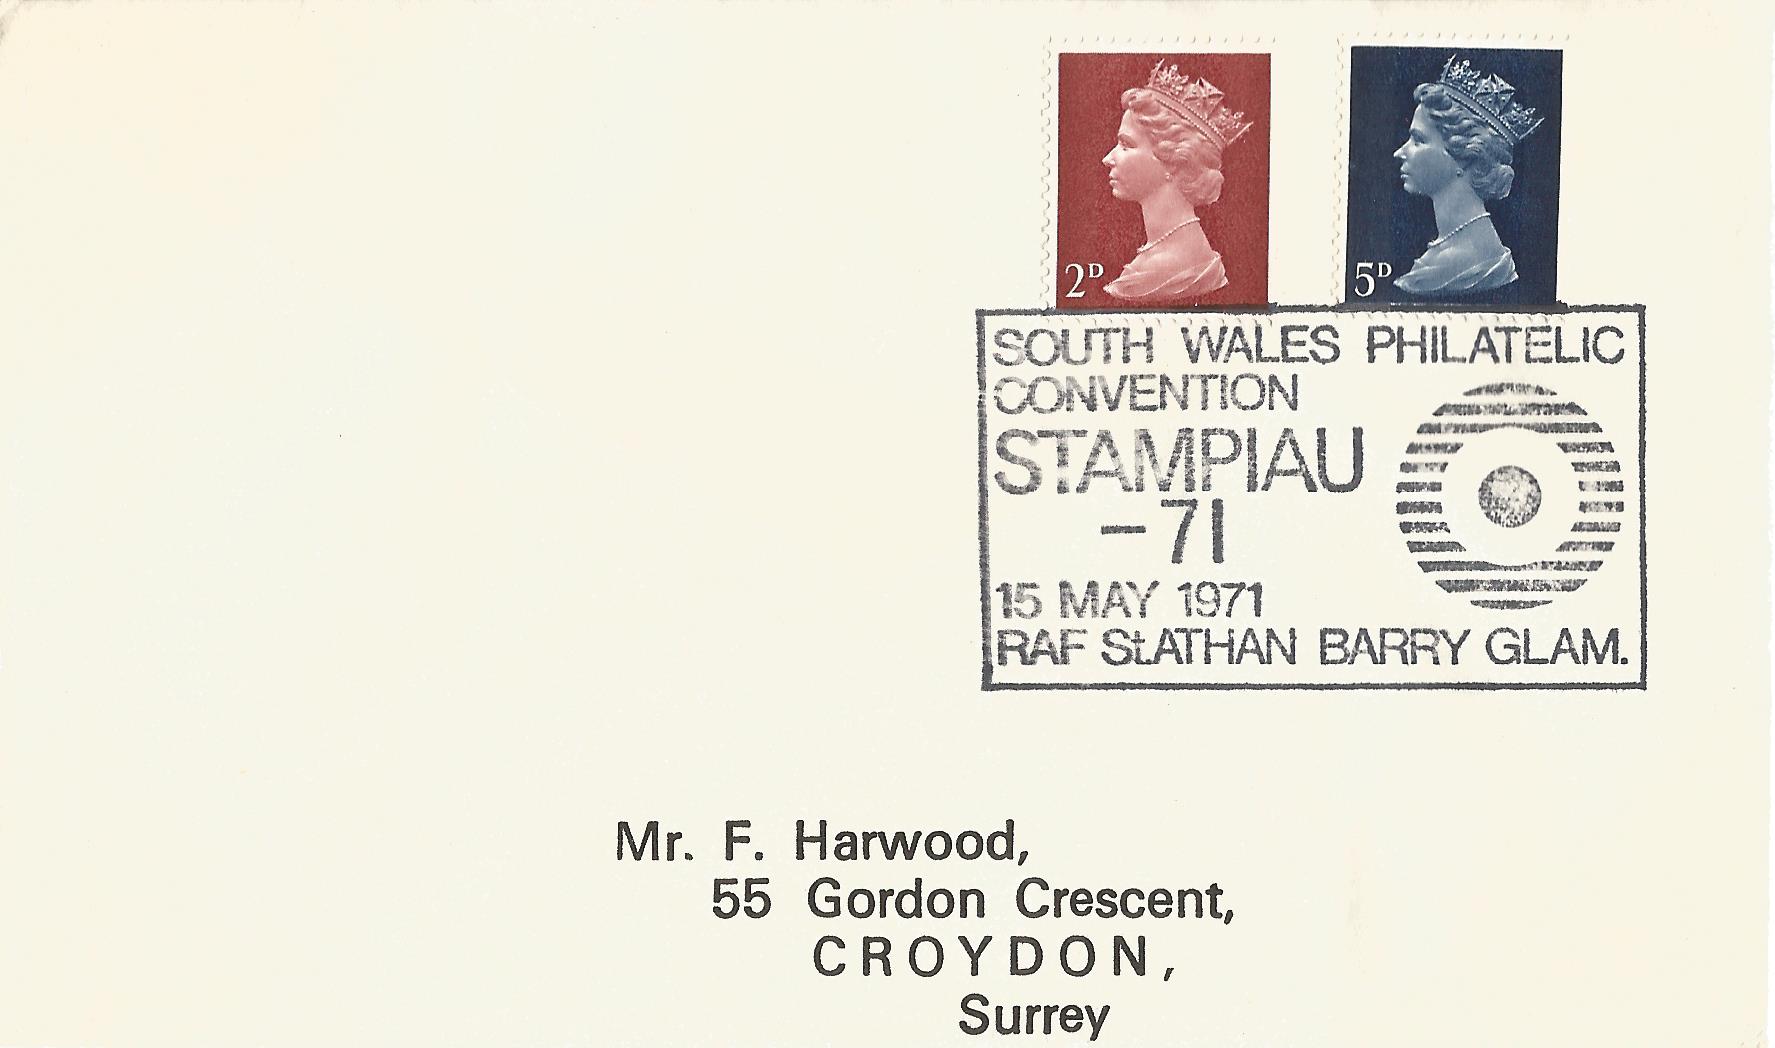 2D 5D
SOUTH WALES PHILATELIC
CONVENTION
STAMPIAU
-71
15 MAY 1971
RAF St.ATHAN BARRY GLAM.
Mr. F. Harwood,
55 Gordon Crescent,
CROYDON,
Surrey